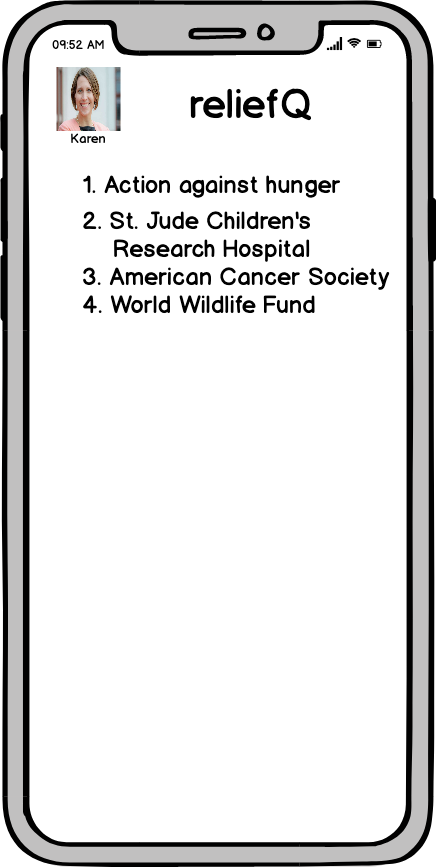 09:52 AM
reliefQ
Karen
1. Action against hunger
2. St. Jude Children's
Research Hospital
3. American Cancer Society
4. World Wildlife Fund